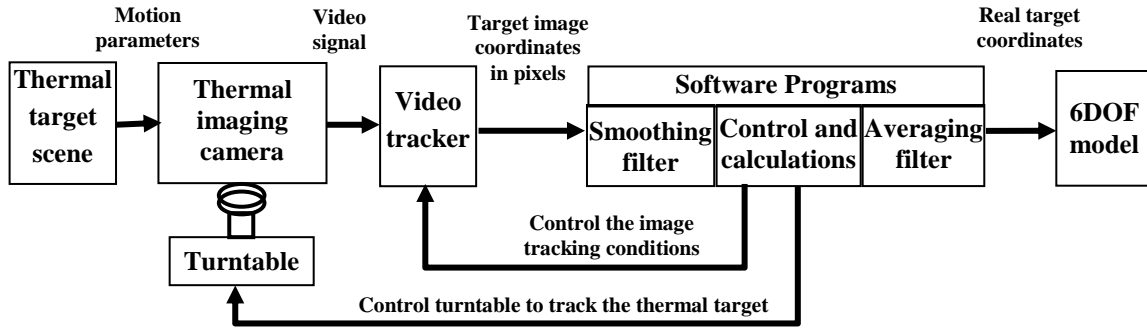 Motion
parameters
Video
signal
Target image
coordinates
in pixels
Real target
coordinates
Thermal
target
scene
Thermal
imaging
camera
Video
tracker
Software Programs
Smoothing
filter
Control and
calculations
Averaging
filter
6DOF
model
Control the image
tracking conditions
Turntable
Control turntable to track the thermal target